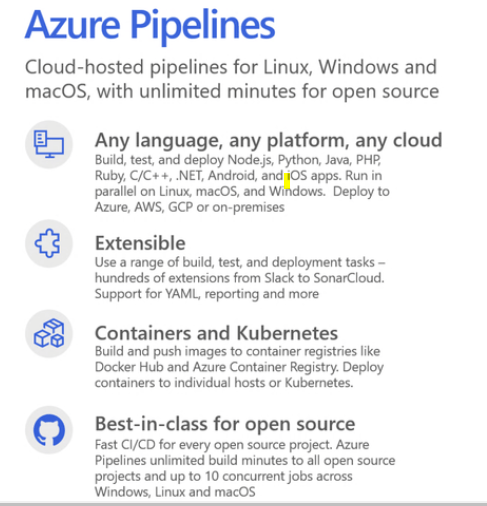 Azure Pipelines
Cloud-hosted pipelines for Linux, Windows and
macOS, with unlimited minutes for open source
Any language, any platform, any cloud
Build, test, and deploy Node.js, Python, Java, PHP,
Ruby, C/C++, .NET, Android, and iOS apps. Run in
parallel on Linux, macOS, and Windows.  Deploy to
Azure, AWS, GCP or on-premises
Extensible
Use a range of build, test, and deployment tasks –
hundreds of extensions from Slack to SonarCloud.
Support for YAML, reporting and more
Containers and Kubernetes
Build and push images to container registries like
Docker Hub and Azure Container Registry. Deploy
containers to individual hosts or Kubernetes.
Best-in-class for open source
Fast CI/CD for every open source project. Azure
Pipelines unlimited build minutes to all open source
projects and up to 10 concurrent jobs across
Windows, Linux and macOS